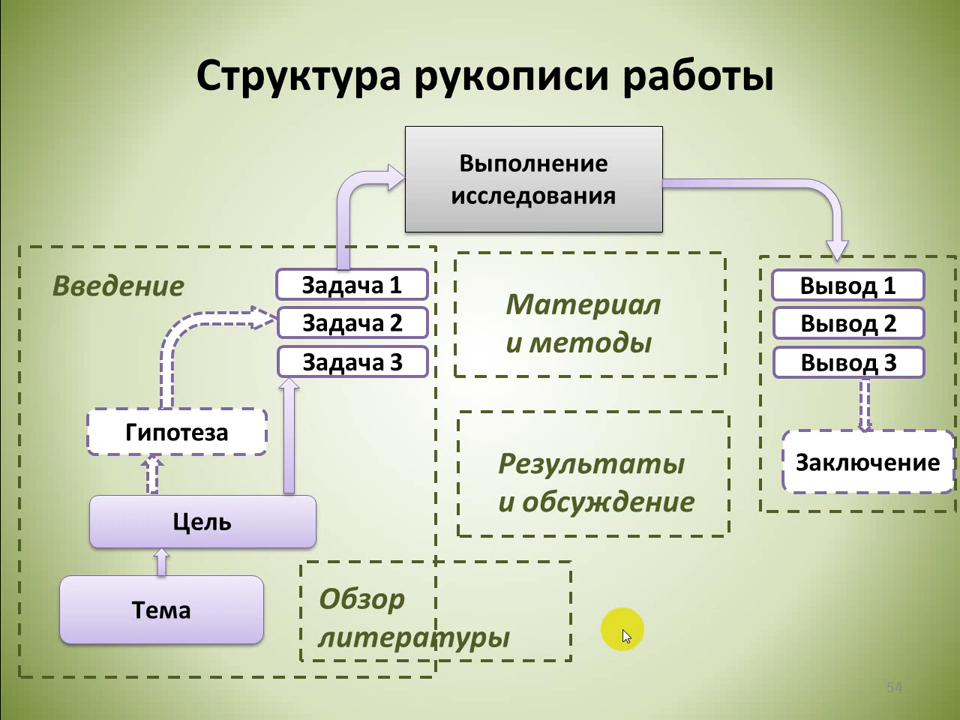 Структура рукописи работы
Выполнение
исследования
Введение
Задача 1
Задача 2
Задача 3
Гипотеза
Цель
Тема
Обзор
литературы
Материал
и методы
Результаты
и обсуждение
Вывод 1
Вывод 2
Вывод 3
Заключение
54